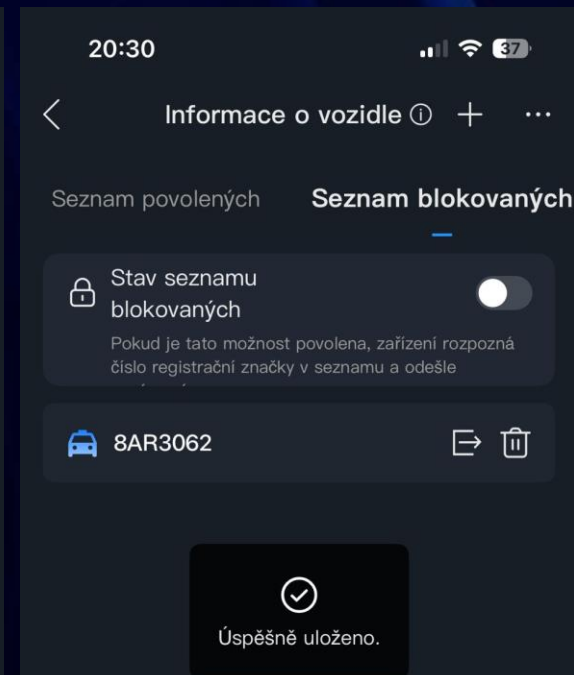 20:30 37
Informace o vozidle
Seznam povolených Seznam blokovaných
Stav seznamu
blokovaných
Pokud je tato možnost povolena, zařízení rozpozná
číslo registrační značky v seznamu a odešle
8AR3062
Úspěšně uloženo.